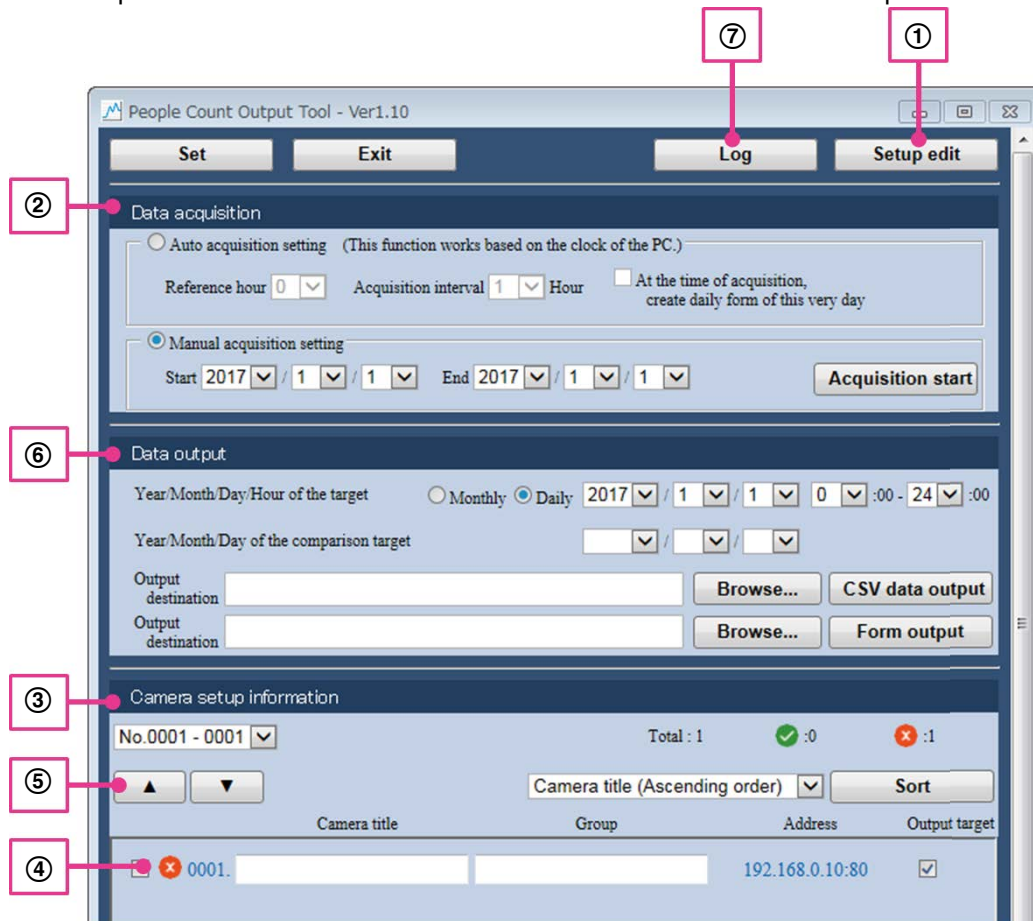 ⑦ ①
People Count Output Tool - Ver1.10
Set Exit Log Setup edit
② Data acquisition
Auto acquisition setting (This function works based on the clock of the PC.)
Reference hour 0 Acquisition interval 1 Hour At the time of acquisition,
create daily form of this very day
Manual acquisition setting
Start 2017 / 1 / 1 End 2017 / 1 / 1 Acquisition start
⑥ Data output
Year/Month/Day/Hour of the target Monthly Daily 2017 / 1 / 1 0 :00 - 24 :00
Year/Month/Day of the comparison target / /
Output
destination Browse... CSV data output
Output
destination Browse... Form output
③ Camera setup information
No.0001 - 0001 Total : 1 :0 :1
⑤ ▲ ▼ Camera title (Ascending order) Sort
Camera title Group Address Output target
④ 0001. 192.168.0.10:80